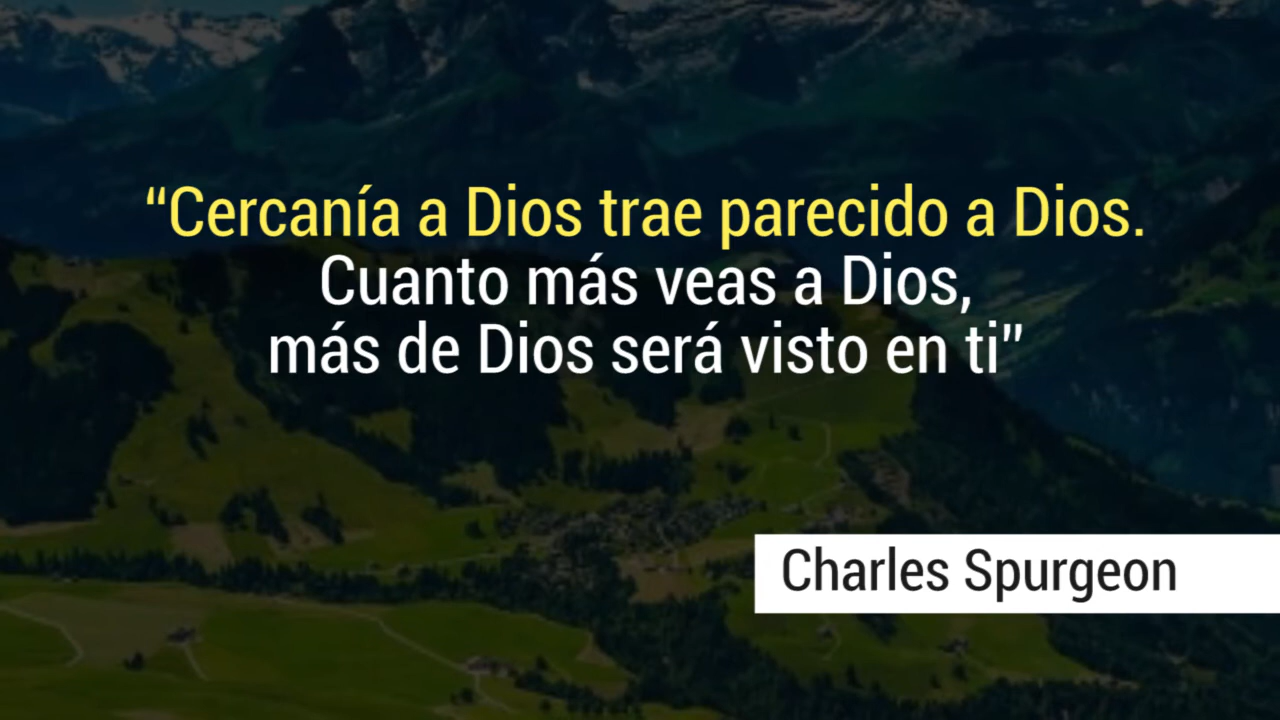 “Cercanía a Dios trae parecido a Dios.
Cuanto más veas a Dios,
más de Dios será visto en ti”
Charles Spurgeon